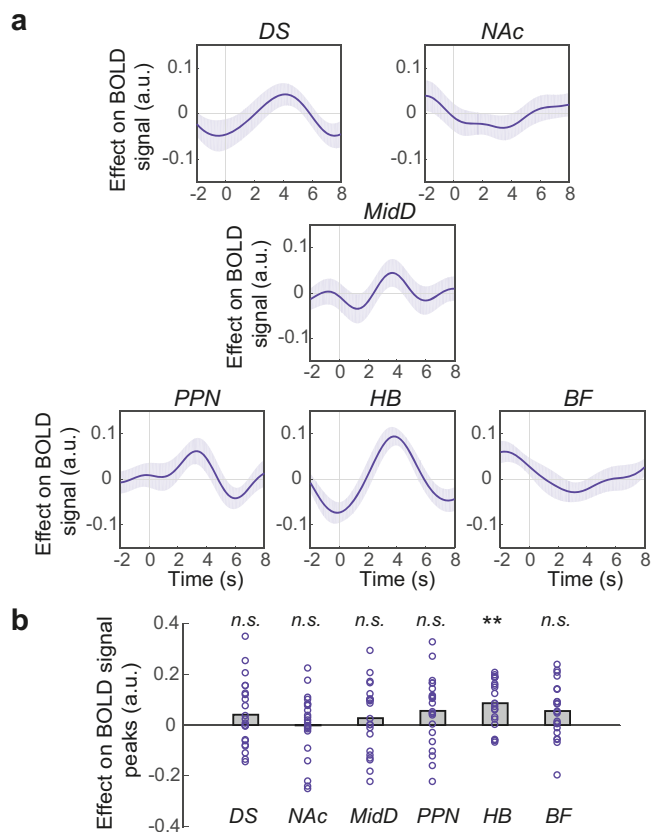 a
DS NAc
Effect on BOLD
signal (a.u.)
0.1
0
-0.1
-2 0 2 4 6 8
0.1
0
-0.1
-2 0 2 4 6 8
MidD
Effect on BOLD
signal (a.u.)
0.1
0
-0.1
-2 0 2 4 6 8
PPN HB BF
Effect on BOLD
signal (a.u.)
0.1
0
-0.1
-2 0 2 4 6 8
Time (s)
0.1
0
-0.1
-2 0 2 4 6 8
Time (s)
0.1
0
-0.1
-2 0 2 4 6 8
Time (s)
b
Effect on BOLD signal
peaks (a.u.)
0.4
0.2
0
-0.2
-0.4
n.s. n.s. n.s. n.s. ** n.s.
DS NAc MidD PPN HB BF